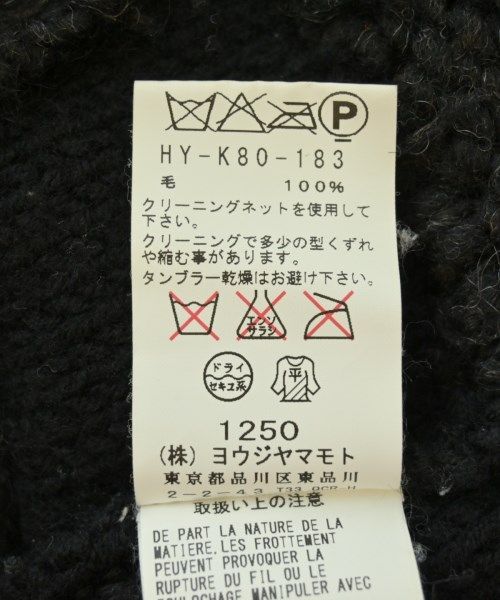 P
HY-K80-183
毛 100%
クリーニングネットを使用して
下さい。
クリーニングで多少の型くずれ
や縮む事があります。
タンブラー乾燥はお避け下さい。
エンソ
サラシ
ドライ
セキユ系
平
1250
(株) ヨウジヤマモト
東京都品川区東品川
2-2-43 T33
取扱い上の注意
DE PART LA NATURE DE LA
MATIERE,LES FROTTEMENT
PEUVENT PROVOQUER LA
RUPTURE DU FIL OU LE
BOULOCHAGE MANIPULER AVEC